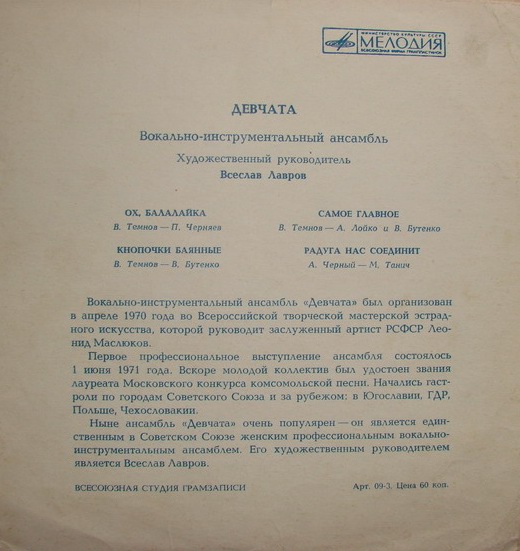 МИНИСТЕРСТВО КУЛЬТУРЫ СССР
МЕЛОДИЯ
ВСЕСОЮЗНАЯ ФИРМА ГРАМПЛАСТИНОК
ДЕВЧАТА
Вокально-инструментальный ансамбль
Художественный руководитель
Всеслав Лавров
ОХ, БАЛАЛАЙКА
В. Темнов — П. Черняев
КНОПОЧКИ БАЯННЫЕ
В. Темнов — В. Бутенко
САМОЕ ГЛАВНОЕ
В. Темнов — А. Лойко и В. Бутенко
РАДУГА НАС СОЕДИНИТ
А. Черный — М. Танич
Вокально-инструментальный ансамбль «Девчата» был организован
в апреле 1970 года во Всероссийской творческой мастерской эстрад-
ного искусства, которой руководит заслуженный артист РСФСР Лео-
нид Маслюков.
Первое профессиональное выступление ансамбля состоялось
1 июня 1971 года. Вскоре молодой коллектив был удостоен звания
лауреата Московского конкурса комсомольской песни. Начались гаст-
роли по городам Советского Союза и за рубежом: в Югославии, ГДР,
Польше, Чехословакии.
Ныне ансамбль «Девчата» очень популярен — он является един-
ственным в Советском Союзе женским профессиональным вокально-
инструментальным ансамблем. Его художественным руководителем
является Всеслав Лавров.
ВСЕСОЮЗНАЯ СТУДИЯ ГРАМЗАПИСИ
Арт. 09-3. Цена 60 коп.